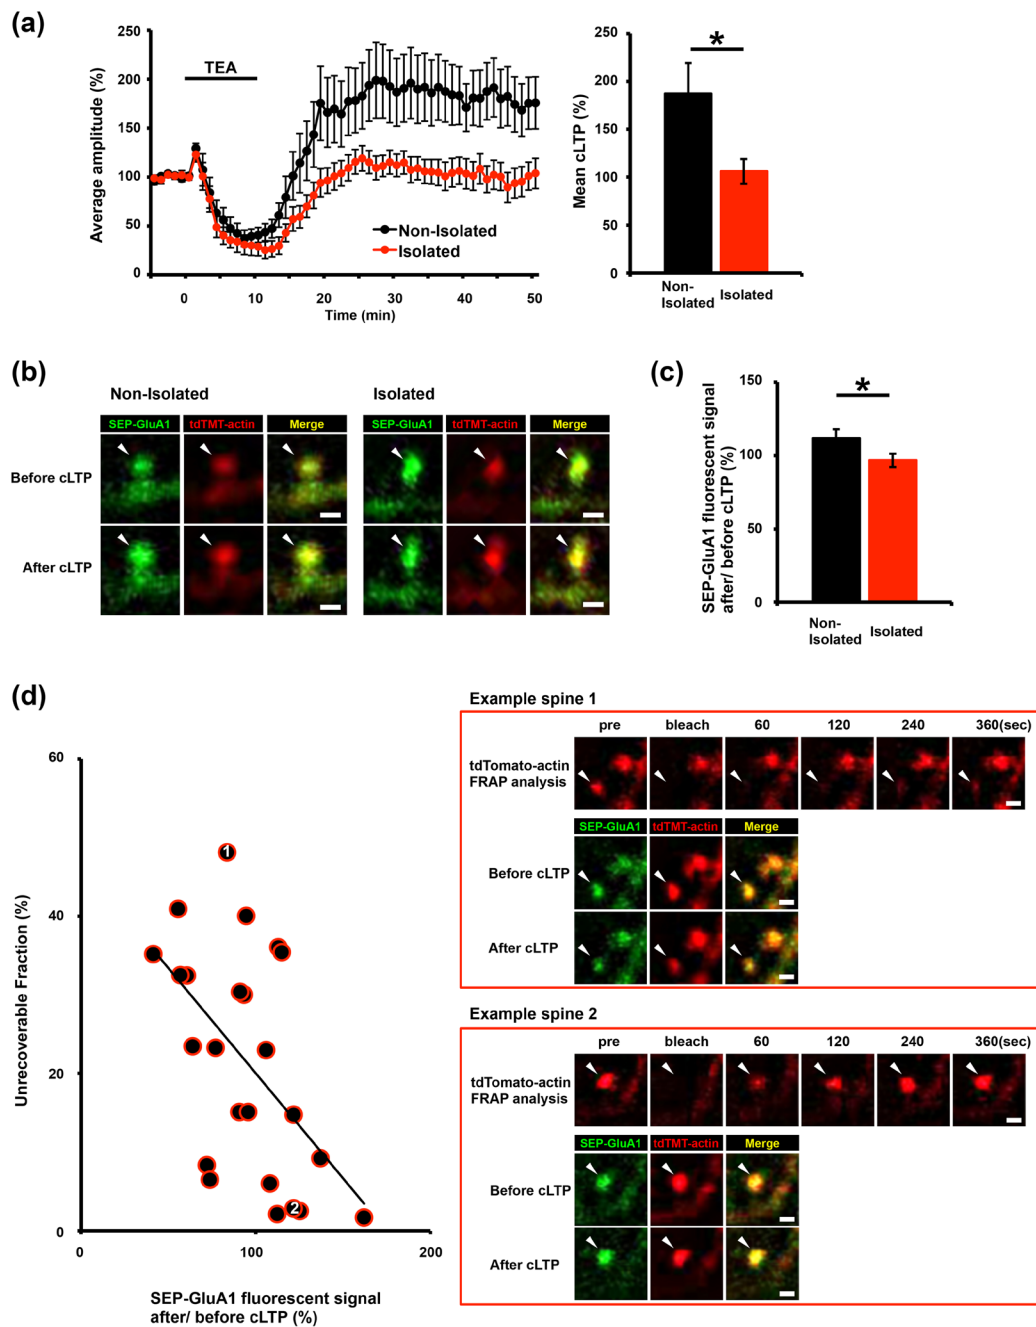 (a)
Average amplitude (%)
250
200
150
100
50
0
TEA
Non-Isolated
Isolated
0 10 20 30 40 50
Time (min)
Mean cLTP (%)
250
200
150
100
50
0
*
Non-
Isolated
Isolated
(b)
Non-Isolated
Isolated
SEP-GluA1 tdTMT-actin Merge
SEP-GluA1 tdTMT-actin Merge
Before cLTP
After cLTP
(c)
SEP-GluA1 fluorescent signal
after/ before cLTP (%)
150
100
50
0
*
Non-
Isolated
Isolated
(d)
Unrecoverable Fraction (%)
60
40
20
0
1
2
0 100 200
SEP-GluA1 fluorescent signal
after/ before cLTP (%)
Example spine 1
pre bleach 60 120 240 360(sec)
tdTomato-actin
FRAP analysis
SEP-GluA1 tdTMT-actin Merge
Before cLTP
After cLTP
Example spine 2
pre bleach 60 120 240 360(sec)
tdTomato-actin
FRAP analysis
SEP-GluA1 tdTMT-actin Merge
Before cLTP
After cLTP